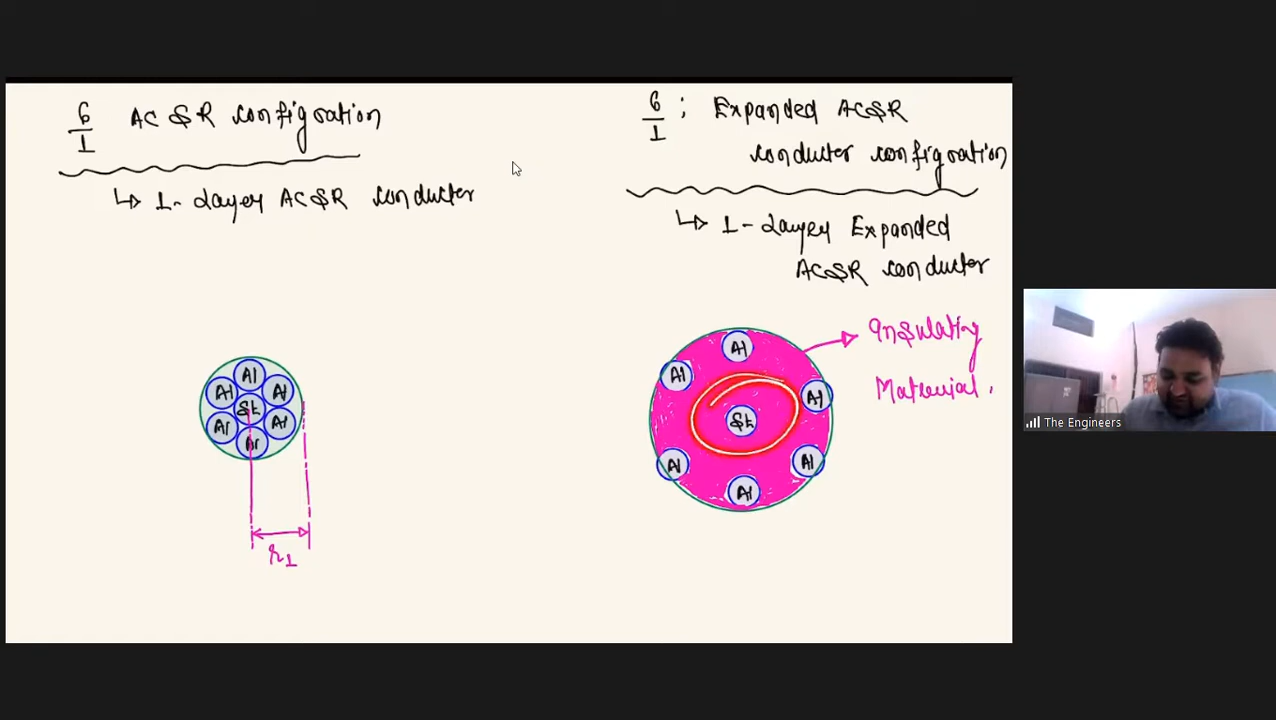 6/1 ACSR configration
↳ 1-Layer ACSR conductor
St
Al
Al
Al
Al
Al
Al
r1
6/1 : Expanded ACSR
conductor configration
↳ 1-Layer Expanded
ACSR conductor
Insulating
Material.
Al
Al
Al
St
Al
Al
Al
The Engineers